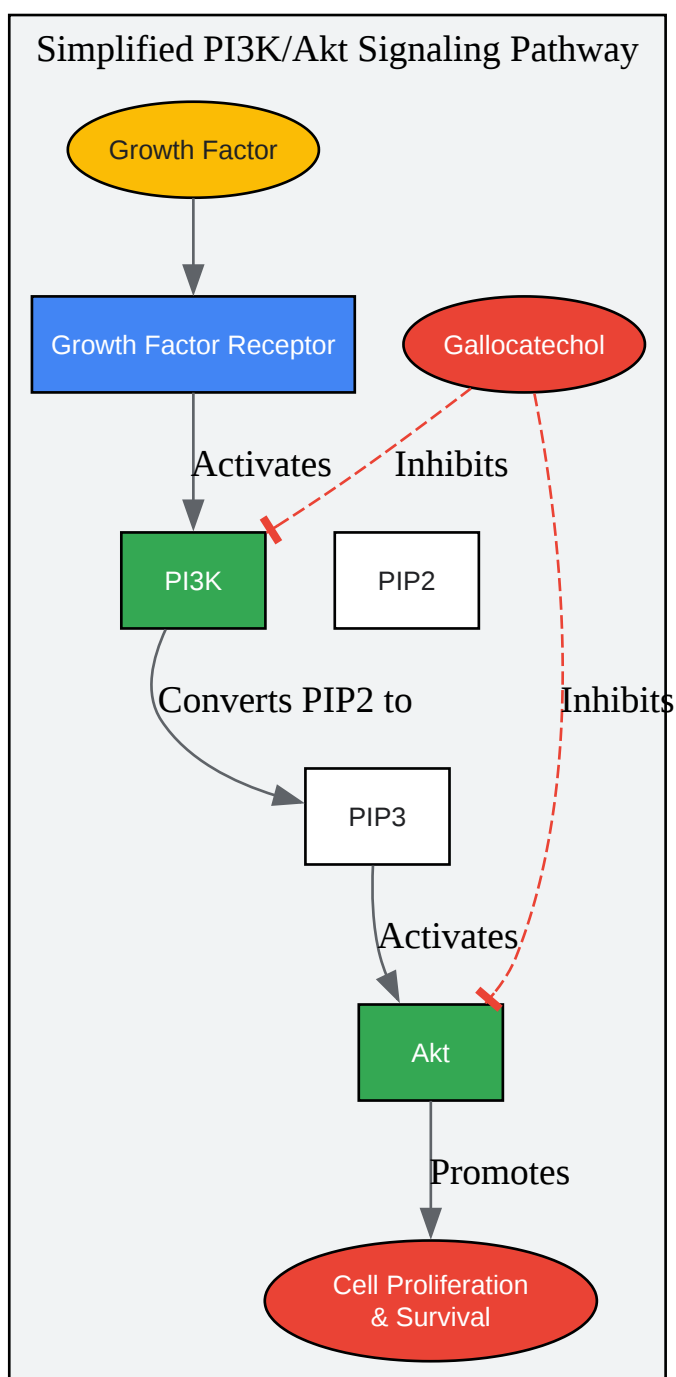 Simplified PI3K/Akt Signaling Pathway
Growth Factor
Growth Factor Receptor
Gallocatechol
Activates
Inhibits
PI3K
PIP2
Converts PIP2 to
Inhibits
PIP3
Activates
Akt
Promotes
Cell Proliferation
& Survival